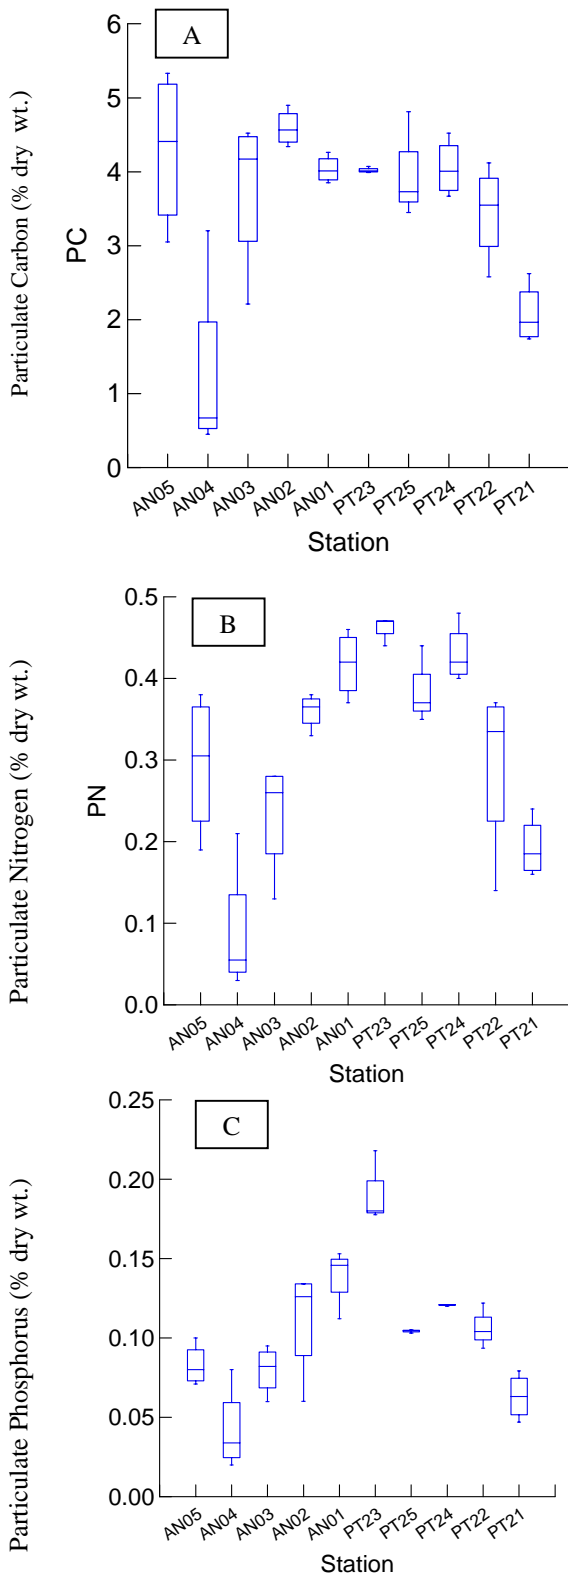 A
Particulate Carbon (% dry wt.)
PC
6
5
4
3
2
1
0
AN05 AN04 AN03 AN02 AN01 PT23 PT25 PT24 PT22 PT21
Station
B
Particulate Nitrogen (% dry wt.)
PN
0.5
0.4
0.3
0.2
0.1
0.0
AN05 AN04 AN03 AN02 AN01 PT23 PT25 PT24 PT22 PT21
Station
C
Particulate Phosphorus (% dry wt.)
0.25
0.20
0.15
0.10
0.05
0.00
AN05 AN04 AN03 AN02 AN01 PT23 PT25 PT24 PT22 PT21
Station